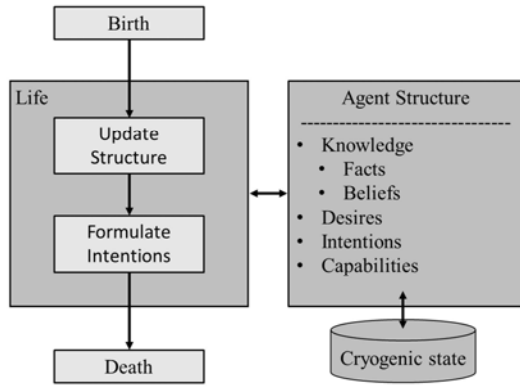 Birth
Life
Update
Structure
Formulate
Intentions
Death
Agent Structure
• Knowledge
• Facts
• Beliefs
• Desires
• Intentions
• Capabilities
Cryogenic state